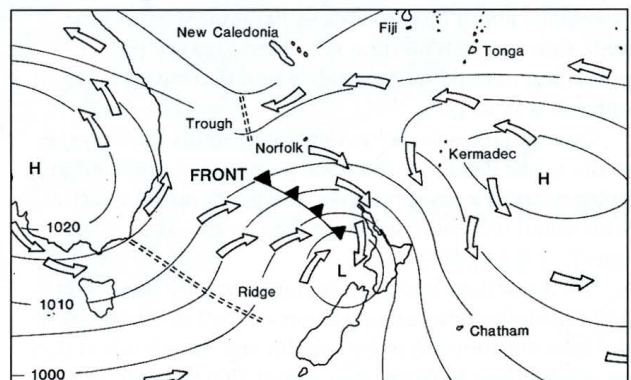 New Caledonia
Fiji
Tonga
Trough
Norfolk
Kermadec
H
FRONT
H
1020
L
Ridge
1010
Chatham
1000